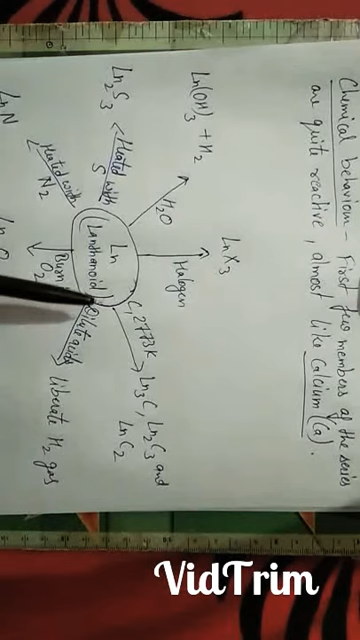 Chemical behaviour - First few members of the series
are quite reactive, almost like Calcium (Ca).
Ln(OH)3 + H2
H2O
LnX3
Halogen
Ln2S3
Heated with
S
Ln
(Lanthanoid)
C, 2773K
Ln3C, Ln2C3 and
LnC2
Heated with
N2
LnN
O2
Dilute acids
liberate H2 gas
VidTrim